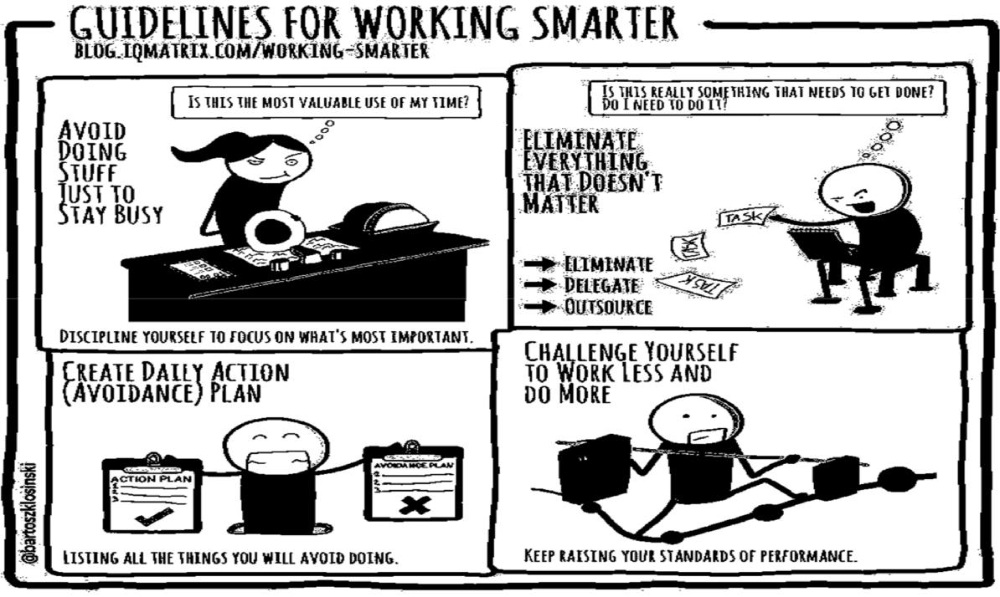 GUIDELINES FOR WORKING SMARTER
BLOG.IQMATRIX.COM/WORKING-SMARTER
IS THIS THE MOST VALUABLE USE OF MY TIME?
AVOID
DOING
STUFF
JUST TO
STAY BUSY
DISCIPLINE YOURSELF TO FOCUS ON WHAT'S MOST IMPORTANT.
IS THIS REALLY SOMETHING THAT NEEDS TO GET DONE?
DO I NEED TO DO IT?
ELIMINATE
EVERYTHING
THAT DOESN'T
MATTER
TASK
TASK
TASK
→ ELIMINATE
→ DELEGATE
→ OUTSOURCE
CREATE DAILY ACTION
(AVOIDANCE) PLAN
ACTION PLAN
1.
2.
3.
AVOIDANCE PLAN
1.
2.
3.
LISTING ALL THE THINGS YOU WILL AVOID DOING.
CHALLENGE YOURSELF
TO WORK LESS AND
DO MORE
KEEP RAISING YOUR STANDARDS OF PERFORMANCE.
@bartoszklosinski